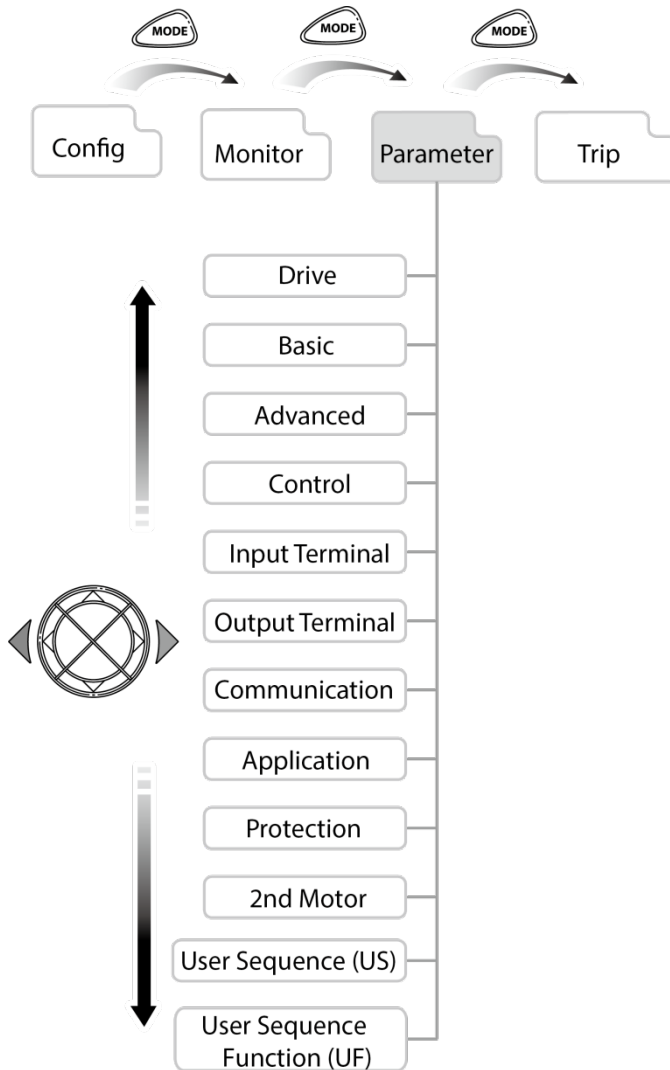 MODE
MODE
MODE
Config
Monitor
Parameter
Trip
Drive
Basic
Advanced
Control
Input Terminal
Output Terminal
Communication
Application
Protection
2nd Motor
User Sequence (US)
User Sequence
Function (UF)